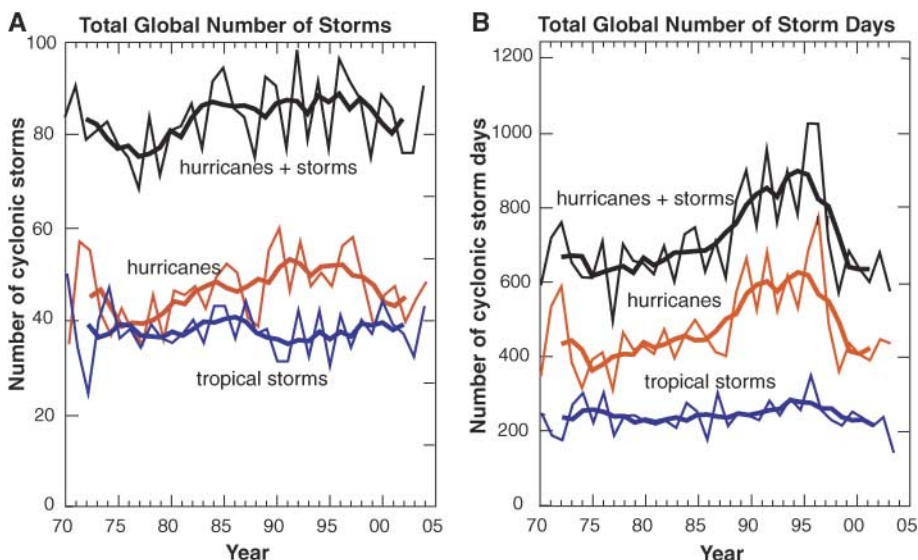 A Total Global Number of Storms
Number of cyclonic storms
100
80
60
40
20
0
hurricanes + storms
hurricanes
tropical storms
70 75 80 85 90 95 00 05
Year
B Total Global Number of Storm Days
Number of cyclonic storm days
1200
1000
800
600
400
200
0
hurricanes + storms
hurricanes
tropical storms
70 75 80 85 90 95 00 05
Year